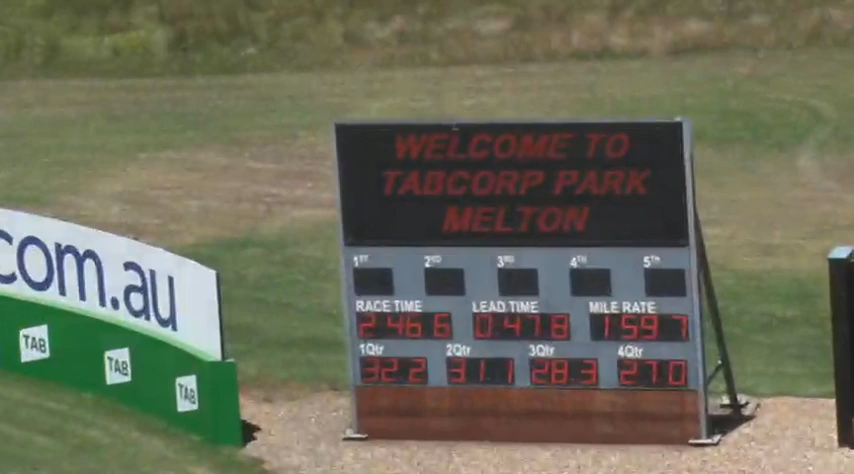 WELCOME TO
TABCORP PARK
MELTON
1ST 2ND 3RD 4TH 5TH
RACE TIME LEAD TIME MILE RATE
2 46 6 0 47 8 1 59 7
1Qtr 2Qtr 3Qtr 4Qtr
32 2 31 1 28 3 27 0
com.au
TAB
TAB
TAB